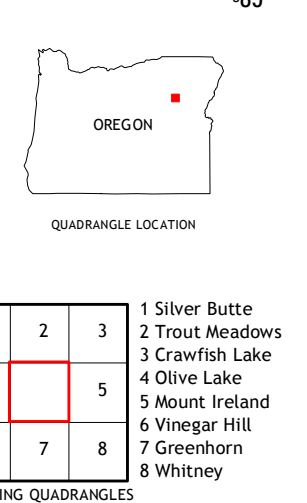 OREGON
QUADRANGLE LOCATION
2 3
5
7 8
1 Silver Butte
2 Trout Meadows
3 Crawfish Lake
4 Olive Lake
5 Mount Ireland
6 Vinegar Hill
7 Greenhorn
8 Whitney
QUADRANGLES